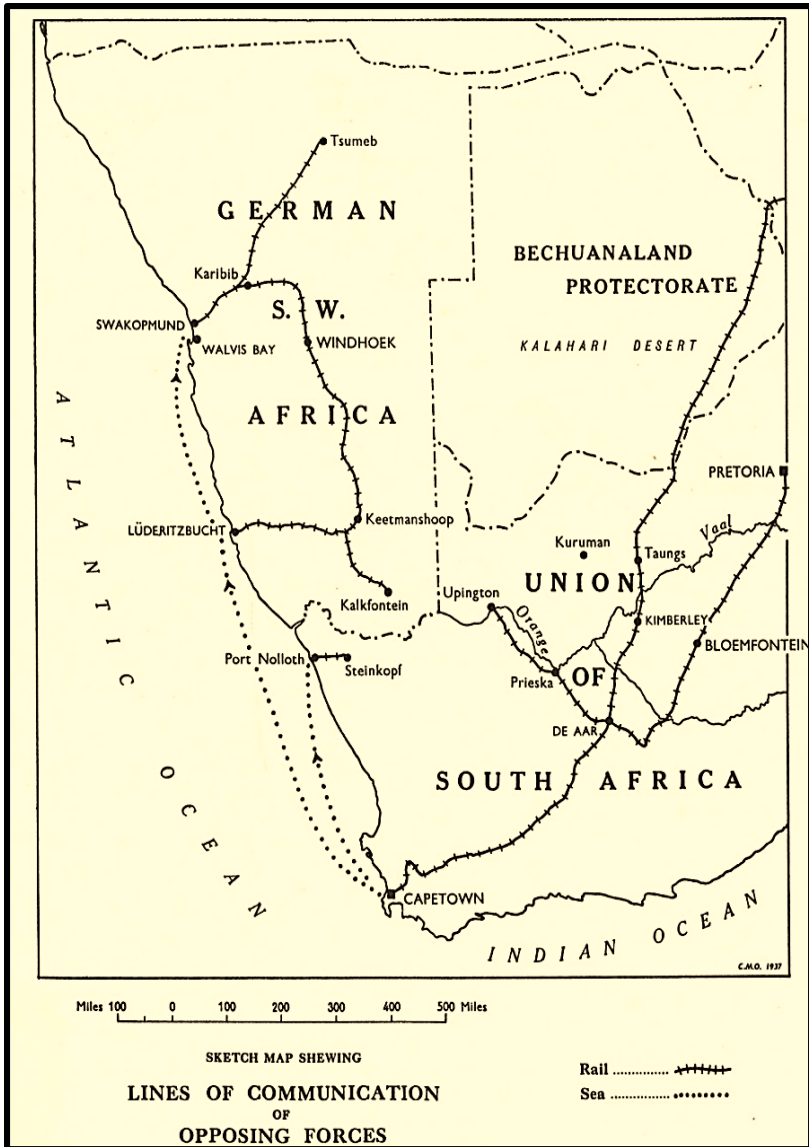 Tsumeb
GERMAN
BECHUANALAND
PROTECTORATE
Karibib
S. W.
SWAKOPMUND
WALVIS BAY
WINDHOEK
KALAHARI DESERT
ATLANTIC
AFRICA
PRETORIA
Keetmanshoop
LÜDERITZBUCHT
Vaal
Kuruman
Taungs
UNION
Upington
Kalkfontein
Orange
KIMBERLEY
BLOEMFONTEIN
Port Nolloth
Steinkopf
Prieska
OF
DE AAR
SOUTH AFRICA
OCEAN
CAPETOWN
INDIAN OCEAN
C.M.O. 1937
Miles 100 0 100 200 300 400 500 Miles
SKETCH MAP SHEWING
LINES OF COMMUNICATION
OF
OPPOSING FORCES
Rail ..............
Sea ..............